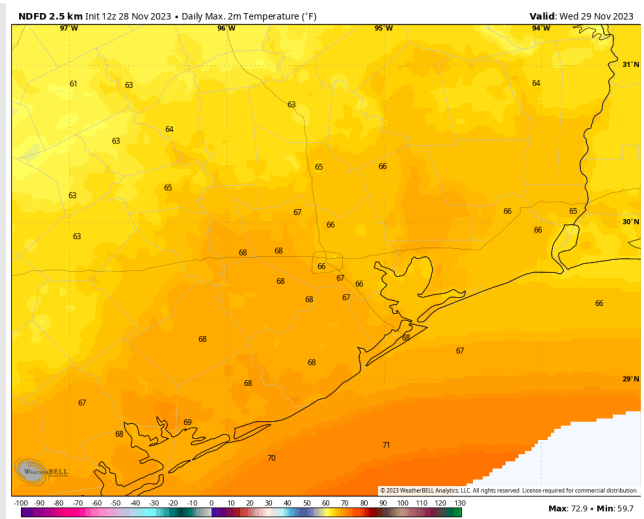 NDFD 2.5 km Init 12z 28 Nov 2023 • Daily Max. 2m Temperature (°F)
Valid: Wed 29 Nov 2023
97°W 96°W 95°W 94°W
31°N
61 63 64
63
64
63
65 66
65
63
67 66 65
30°N
66
66
63
68 68
66
67
68 66
68 67
66
68
68
67
29°N
68
68
67
69
68
71
70
WEATHERBELL
© 2023 WeatherBELL Analytics, LLC. All rights reserved. License required for commercial distribution.
-100 -90 -80 -70 -60 -50 -40 -30 -20 -10 0 10 20 30 40 50 60 70 80 90 100 110 120 130
Max: 72.9 • Min: 59.7